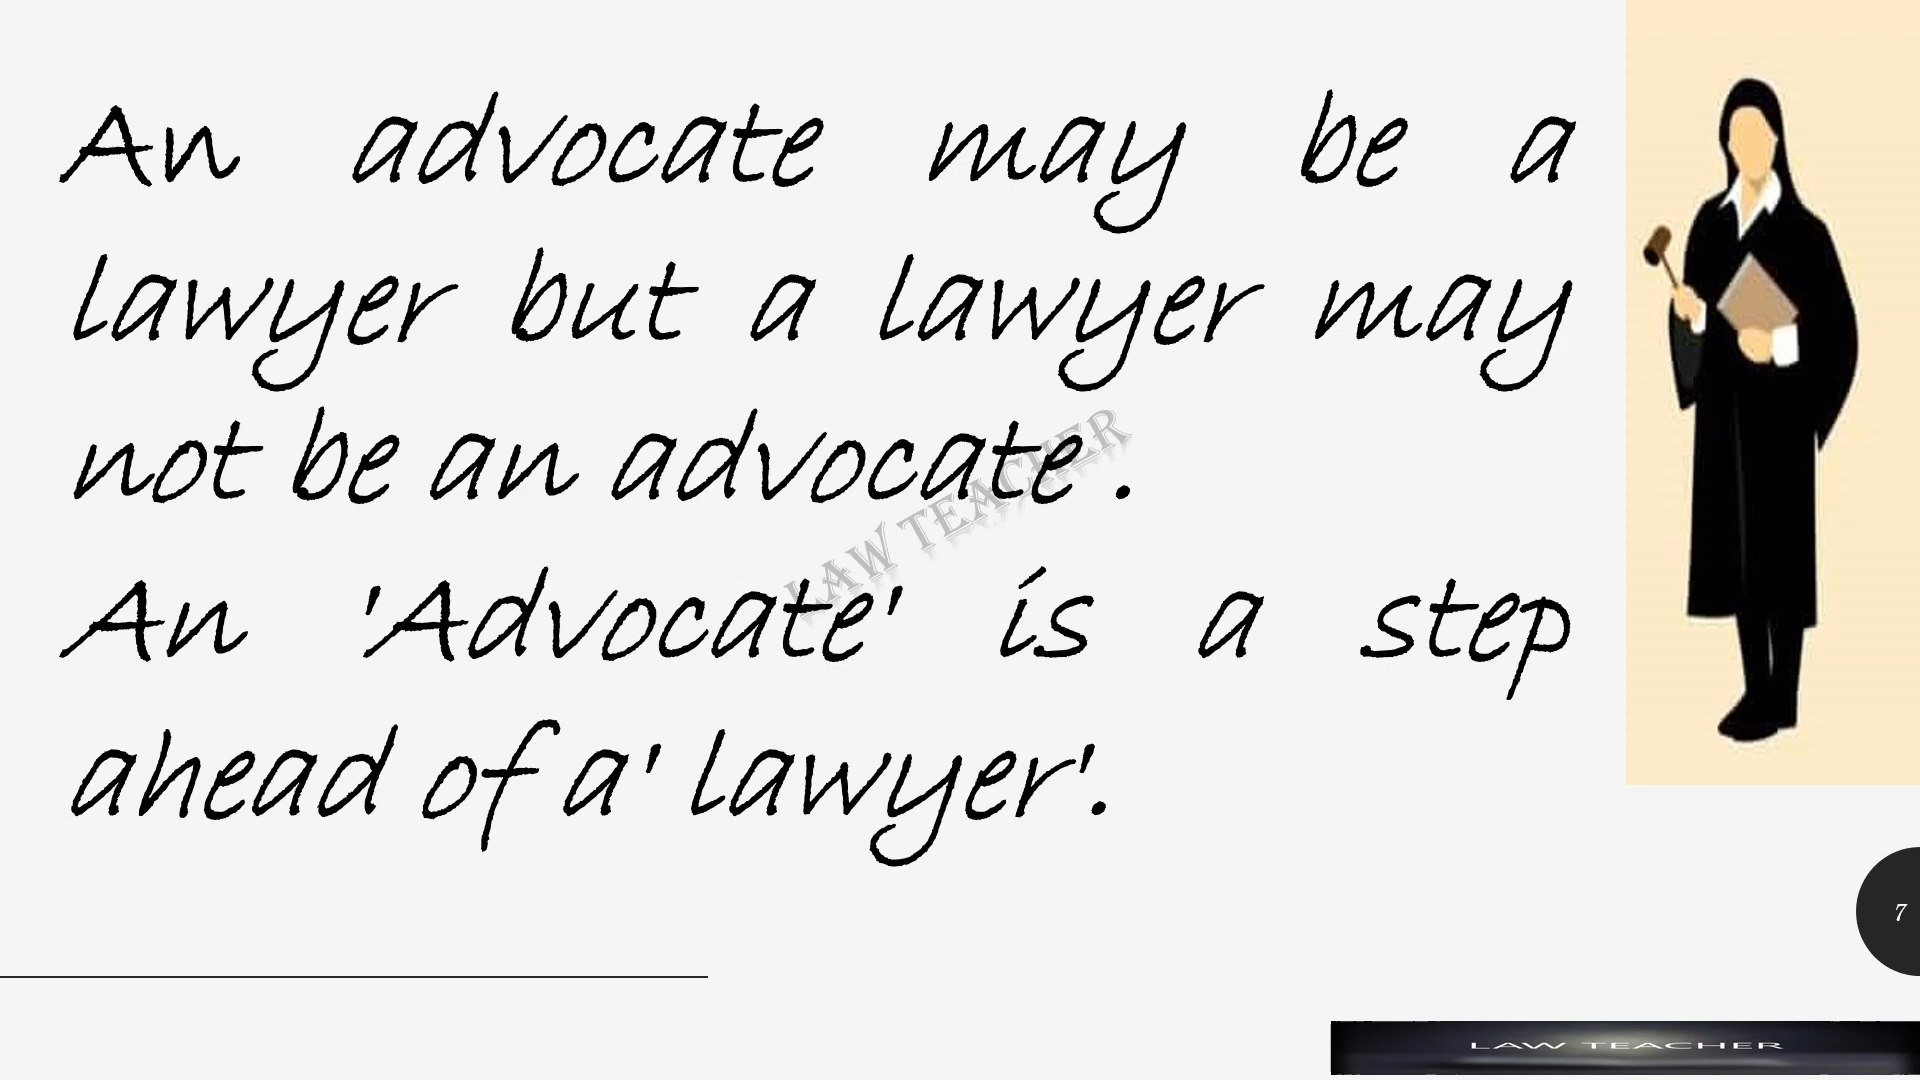 An advocate may be a
lawyer but a lawyer may
not be an advocate .
An 'Advocate' is a step
ahead of a' lawyer'.
LAW TEACHER
7
LAW TEACHER